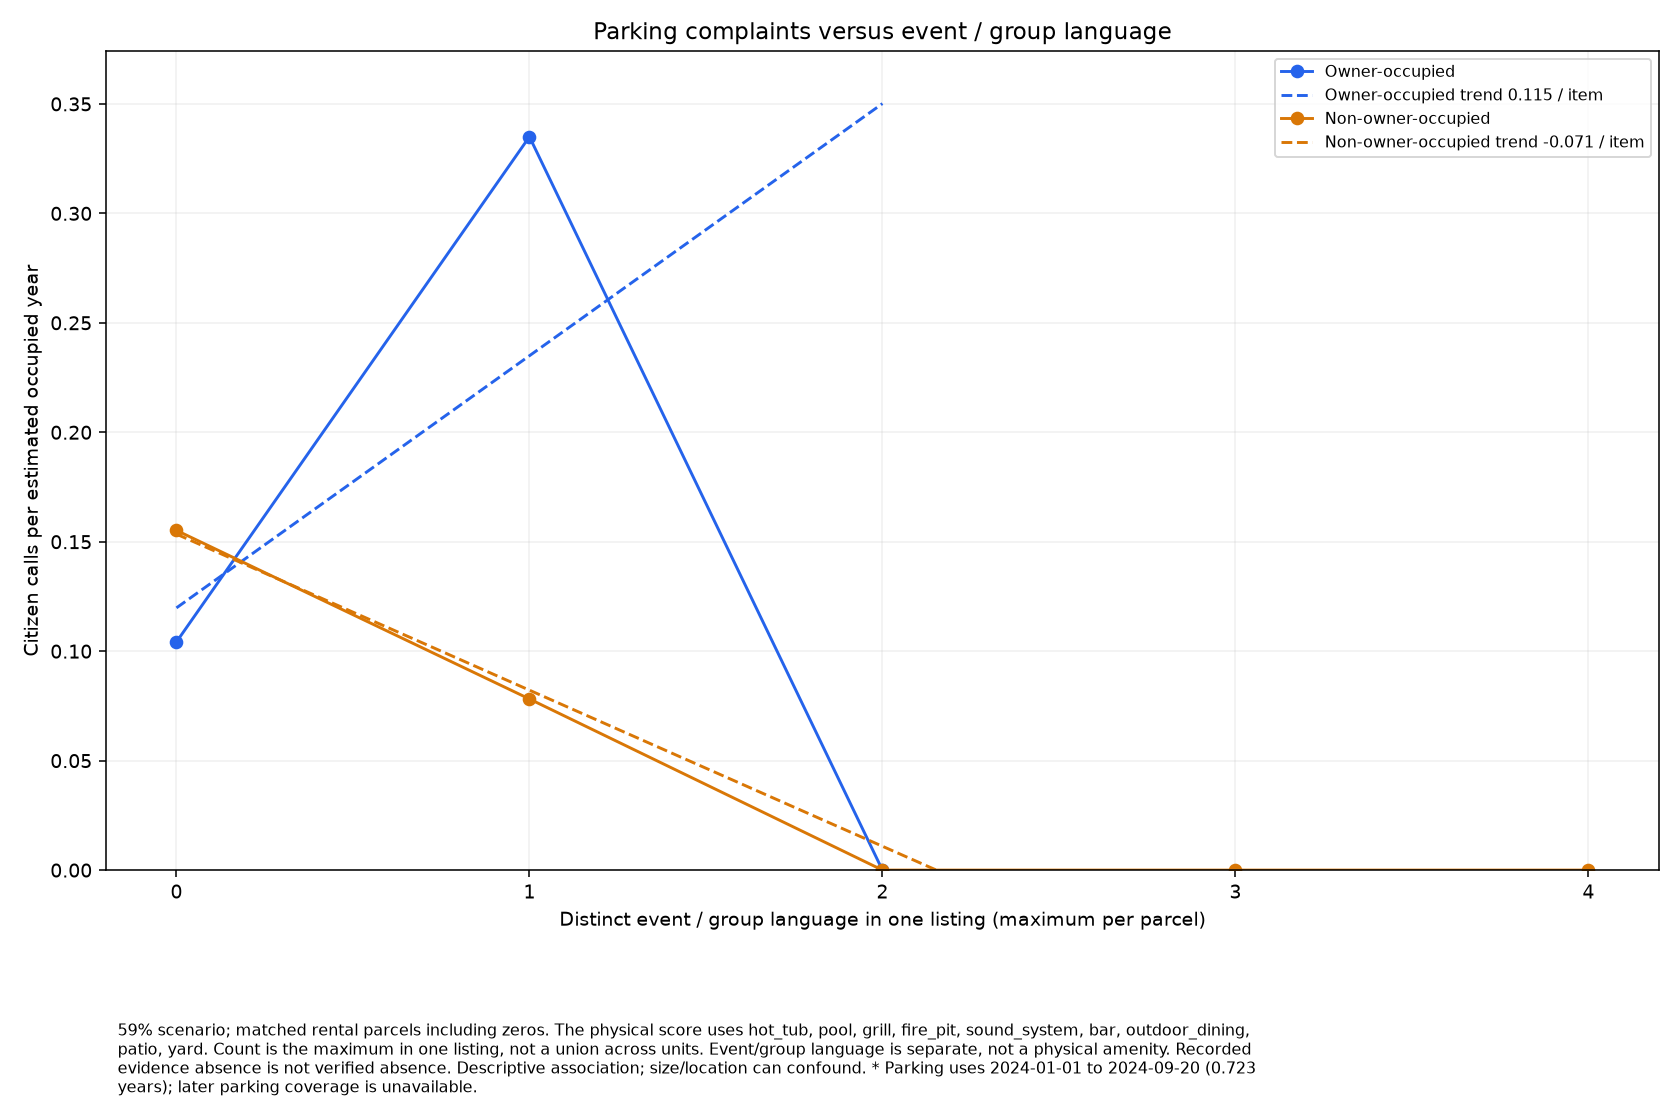 Parking complaints versus event / group language
Owner-occupied
Owner-occupied trend 0.115 / item
Non-owner-occupied
Non-owner-occupied trend -0.071 / item
Citizen calls per estimated occupied year
0.35
0.30
0.25
0.20
0.15
0.10
0.05
0.00
0 1 2 3 4
Distinct event / group language in one listing (maximum per parcel)
59% scenario; matched rental parcels including zeros. The physical score uses hot_tub, pool, grill, fire_pit, sound_system, bar, outdoor_dining,
patio, yard. Count is the maximum in one listing, not a union across units. Event/group language is separate, not a physical amenity. Recorded
evidence absence is not verified absence. Descriptive association; size/location can confound. * Parking uses 2024-01-01 to 2024-09-20 (0.723
years); later parking coverage is unavailable.